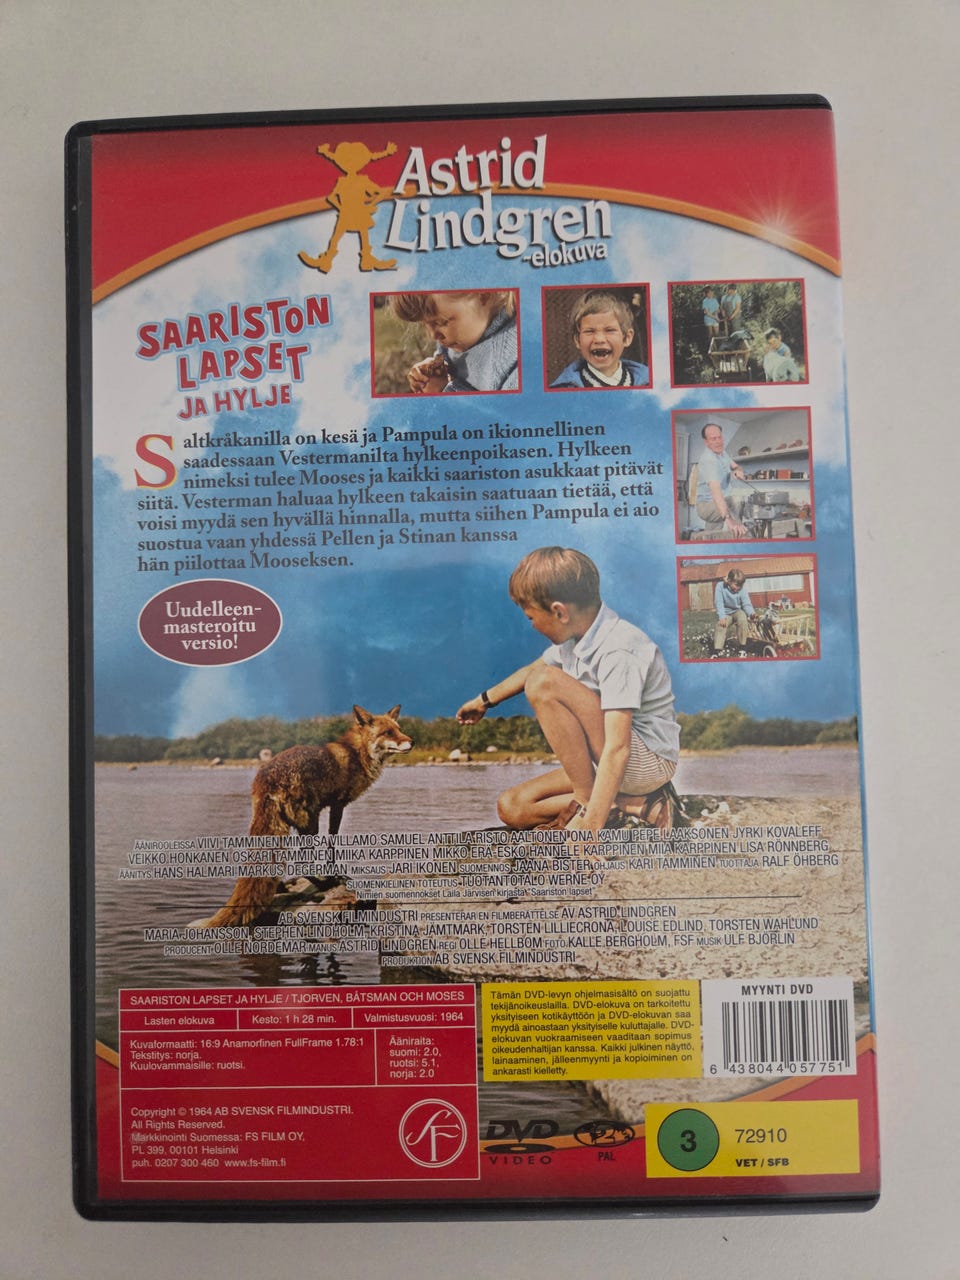 Astrid
Lindgren
-elokuva
SAARISTON
LAPSET
JA HYLJE
Saltkråkanilla on kesä ja Pampula on ikionnellinen
saadessaan Vestermanilta hylkeenpoikasen. Hylkeen
nimeksi tulee Mooses ja kaikki saariston asukkaat pitävät
siitä. Vesterman haluaa hylkeen takaisin saatuaan tietää, että
voisi myydä sen hyvällä hinnalla, mutta siihen Pampula ei aio
suostua vaan yhdessä Pellen ja Stinan kanssa
hän piilottaa Mooseksen.
Uudelleen-
masteroitu
versio!
ÄÄNIROOLEISSA VIIVI TAMMINEN MIMOSA VILLAMO SAMUEL ANTTILA RISTO AALTONEN ONA KAMU PEPE LAAKSONEN JYRKI KOVALEFF
VEIKKO HONKANEN OSKARI TAMMINEN MIIKA KARPPINEN MIKKO ERÄ-ESKO HANNELE KARPPINEN MILA KARPPINEN LISA RÖNNBERG
ÄÄNITYS HANS HALMARI MARKUS DEGERMAN MIKSAUS JARI IKONEN SUOMENNOS JAANA BISTER OHJAUS KARI TAMMINEN TUOTTAJA RALF ÖHBERG
SUOMENKIELINEN TOTEUTUS TUOTANTOTALO WERNE OY
Nimien suomennokset Laila Järvisen kirjasta "Saariston lapset"
AB SVENSK FILMINDUSTRI PRESENTERAR EN FILMBERÄTTELSE AV ASTRID LINDGREN
MARIA JOHANSSON, STEPHEN LINDHOLM, KRISTINA JÄMTMARK, TORSTEN LILLIECRONA, LOUISE EDLIND, TORSTEN WAHLUND
PRODUCENT OLLE NORDEMAR MANUS ASTRID LINDGREN REGI OLLE HELLBOM FOTO KALLE BERGHOLM, FSF MUSIK ULF BJÖRLIN
PRODUKTION AB SVENSK FILMINDUSTRI
SAARISTON LAPSET JA HYLJE / TJORVEN, BÅTSMAN OCH MOSES
Lasten elokuva
Kesto: 1 h 28 min.
Valmistusvuosi: 1964
Kuvaformaatti: 16:9 Anamorfinen FullFrame 1.78:1
Tekstitys: norja.
Kuulovammaisille: ruotsi.
Ääniraita:
suomi: 2.0,
ruotsi: 5.1,
norja: 2.0
Copyright © 1964 AB SVENSK FILMINDUSTRI.
All Rights Reserved.
Markkinointi Suomessa: FS FILM OY,
PL 399, 00101 Helsinki
puh. 0207 300 460 www.fs-film.fi
SF
Tämän DVD-levyn ohjelmasisältö on suojattu
tekijänoikeuslailla. DVD-elokuva on tarkoitettu
yksityiseen kotikäyttöön ja DVD-elokuvan saa
myydä ainoastaan yksityiselle kuluttajalle. DVD-
elokuvan vuokraamiseen vaaditaan sopimus
oikeudenhaltijan kanssa. Kaikki julkinen näyttö,
lainaaminen, jälleenmyynti ja kopioiminen on
ankarasti kielletty.
MYYNTI DVD
6 438044 057751
DVD
VIDEO
2
PAL
3
72910
VET / SFB